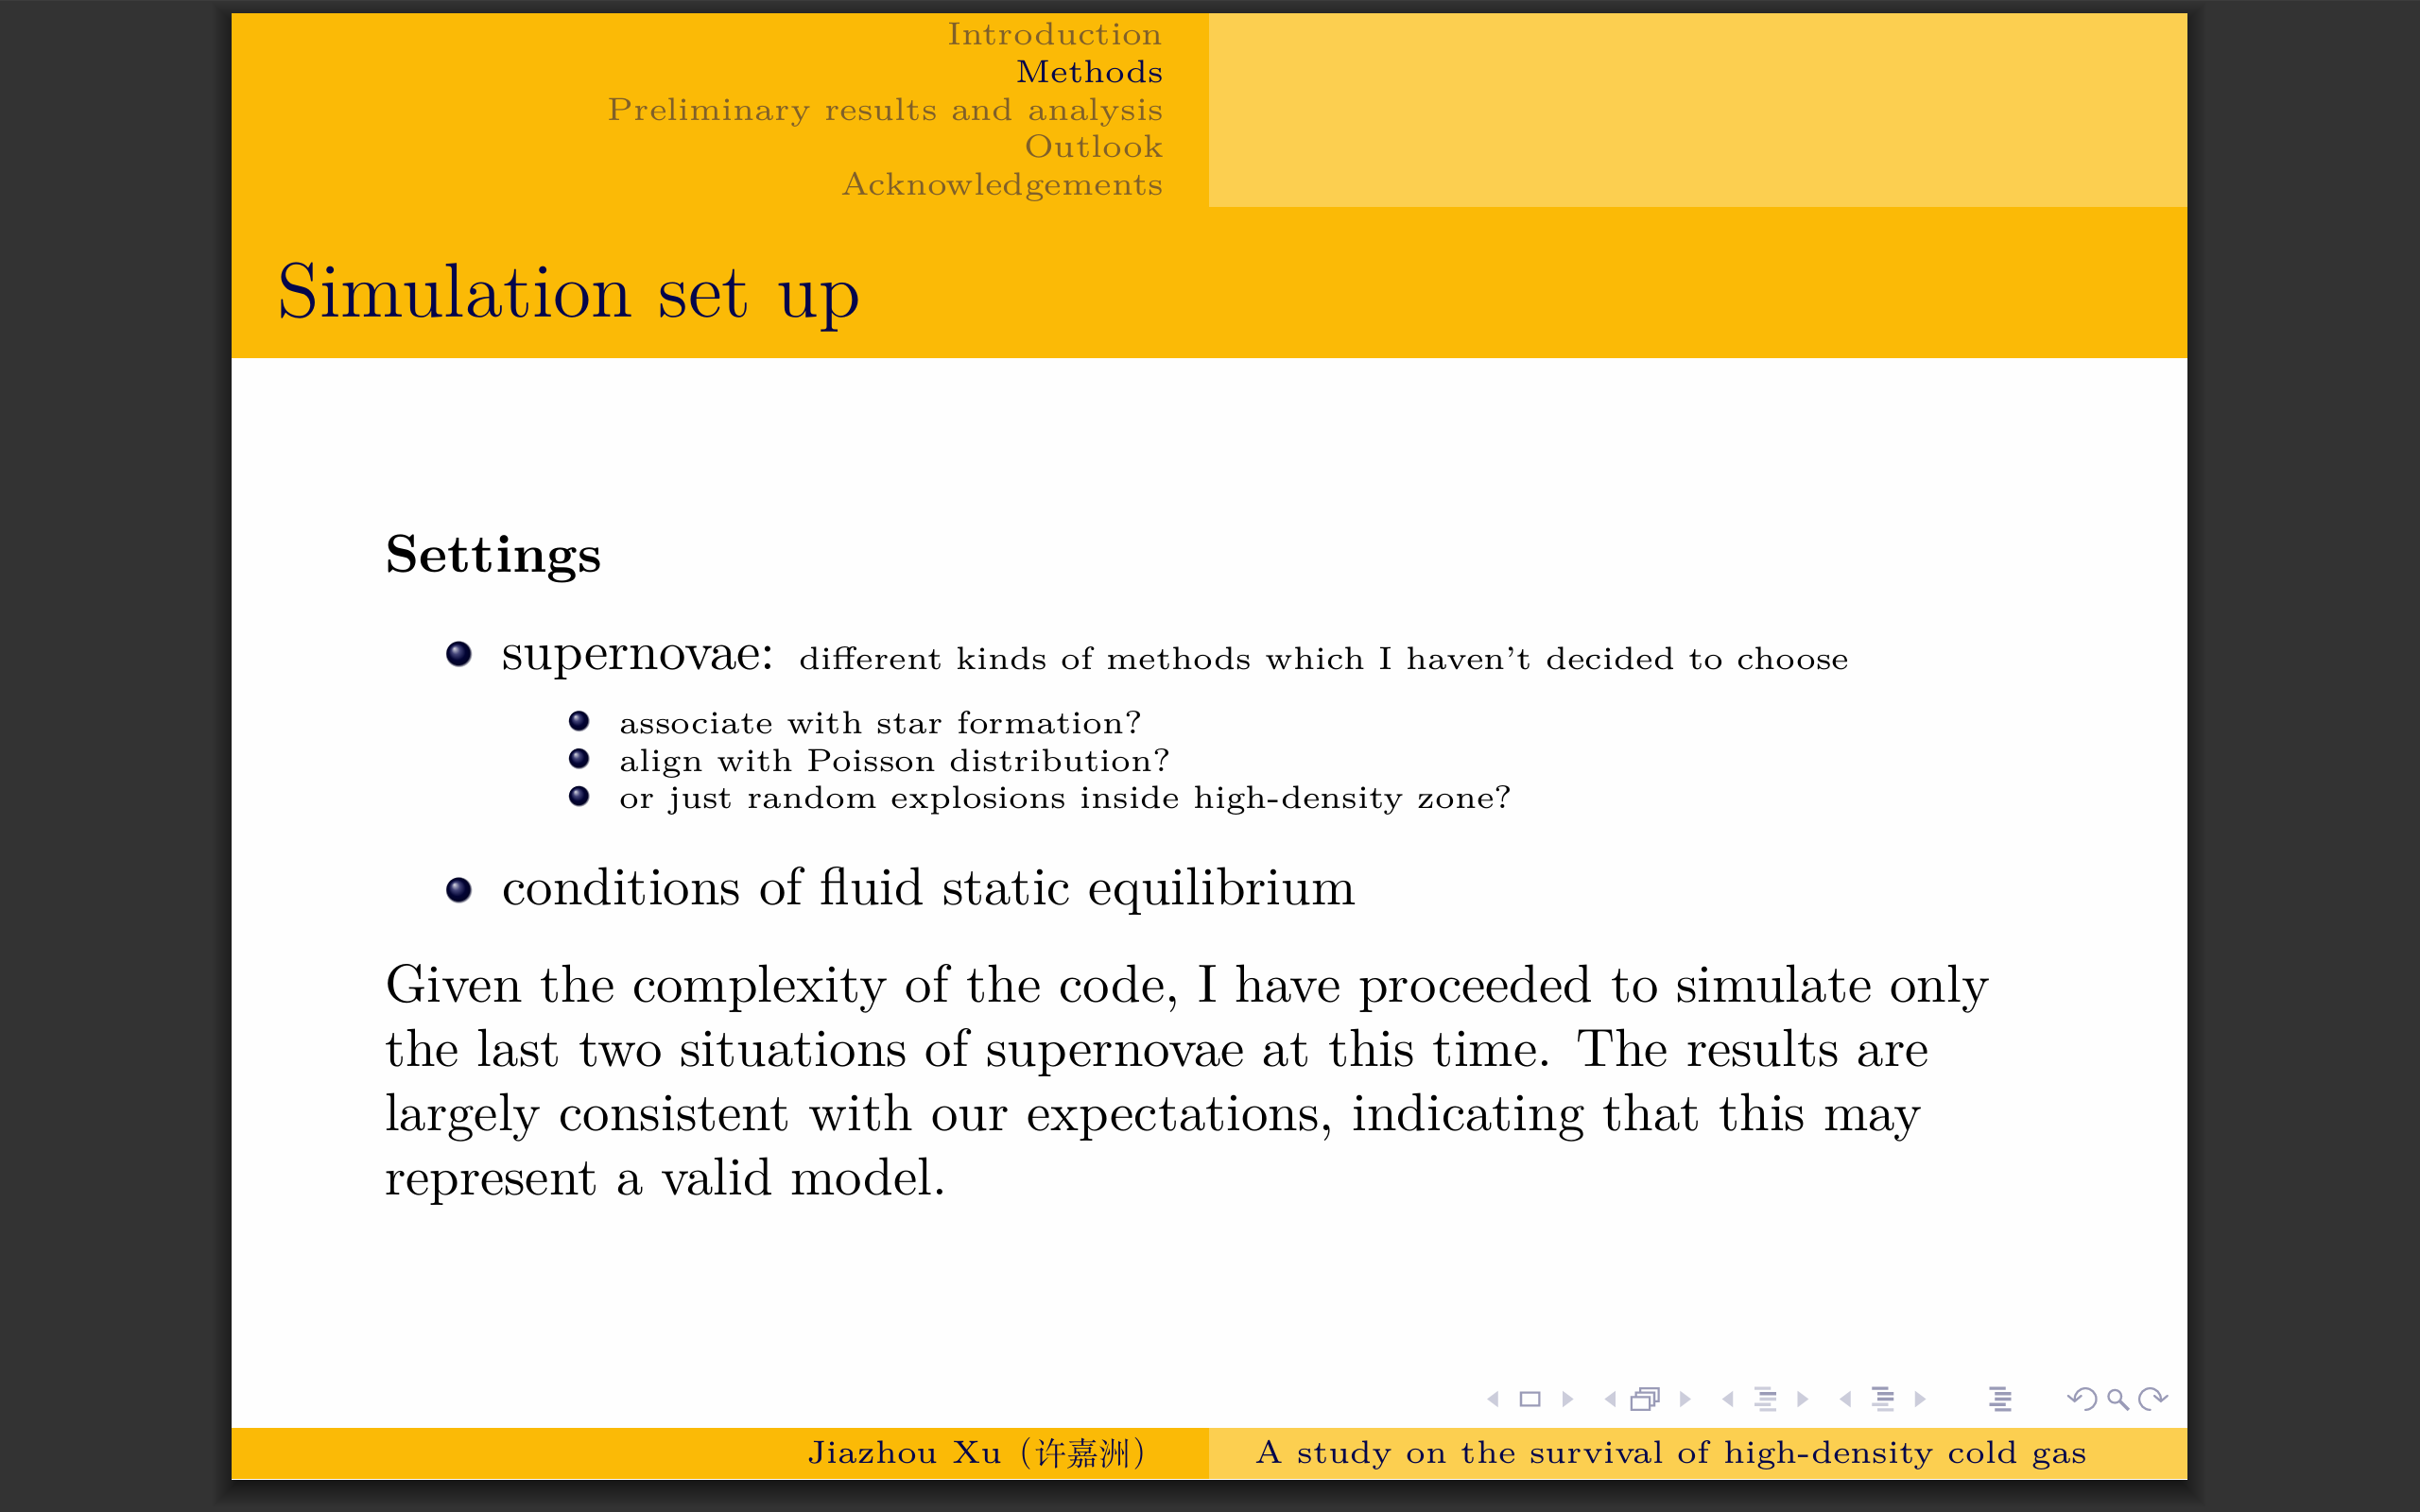 Introduction
Methods
Preliminary results and analysis
Outlook
Acknowledgements
Simulation set up
Settings
supernovae: different kinds of methods which I haven't decided to choose
associate with star formation?
align with Poisson distribution?
or just random explosions inside high-density zone?
conditions of fluid static equilibrium
Given the complexity of the code, I have proceeded to simulate only
the last two situations of supernovae at this time. The results are
largely consistent with our expectations, indicating that this may
represent a valid model.
Jiazhou Xu (许嘉洲)
A study on the survival of high-density cold gas